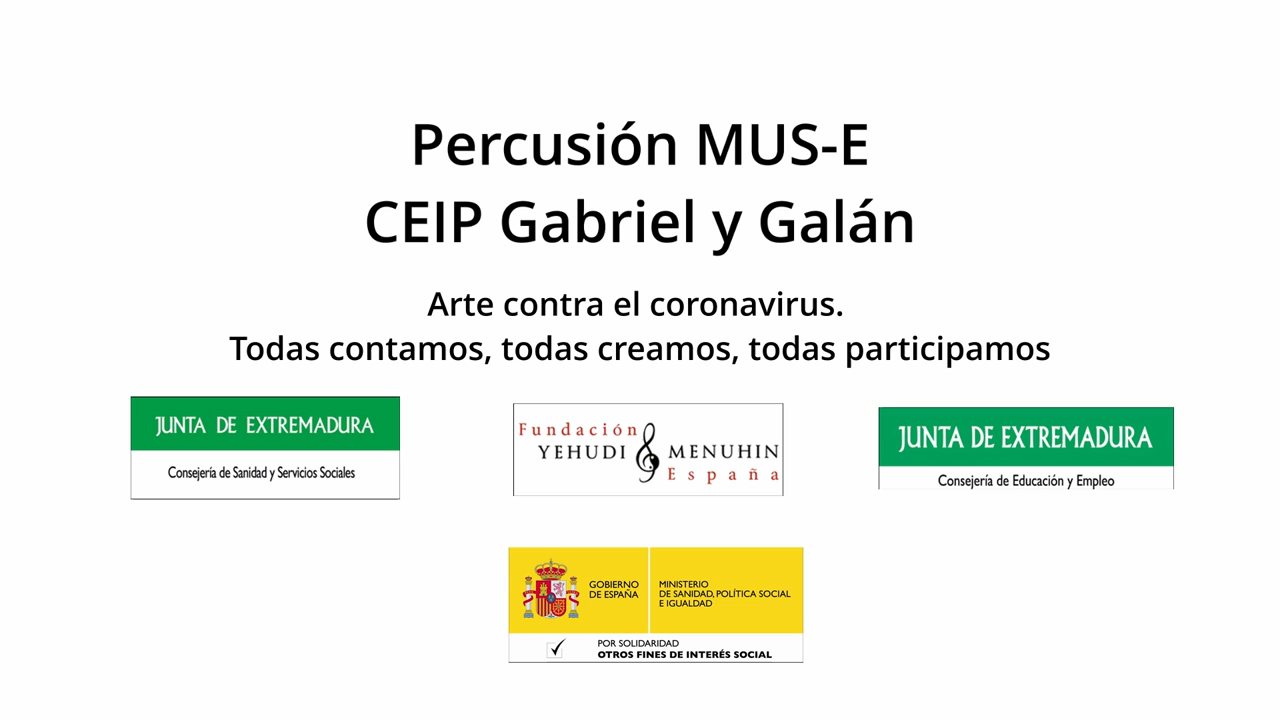 Percusión MUS-E
CEIP Gabriel y Galán
Arte contra el coronavirus.
Todas contamos, todas creamos, todas participamos
JUNTA DE EXTREMADURA
Consejería de Sanidad y Servicios Sociales
Fundación
YEHUDI MENUHIN
España
JUNTA DE EXTREMADURA
Consejería de Educación y Empleo
GOBIERNO
DE ESPAÑA
MINISTERIO
DE SANIDAD, POLÍTICA SOCIAL
E IGUALDAD
POR SOLIDARIDAD
OTROS FINES DE INTERÉS SOCIAL